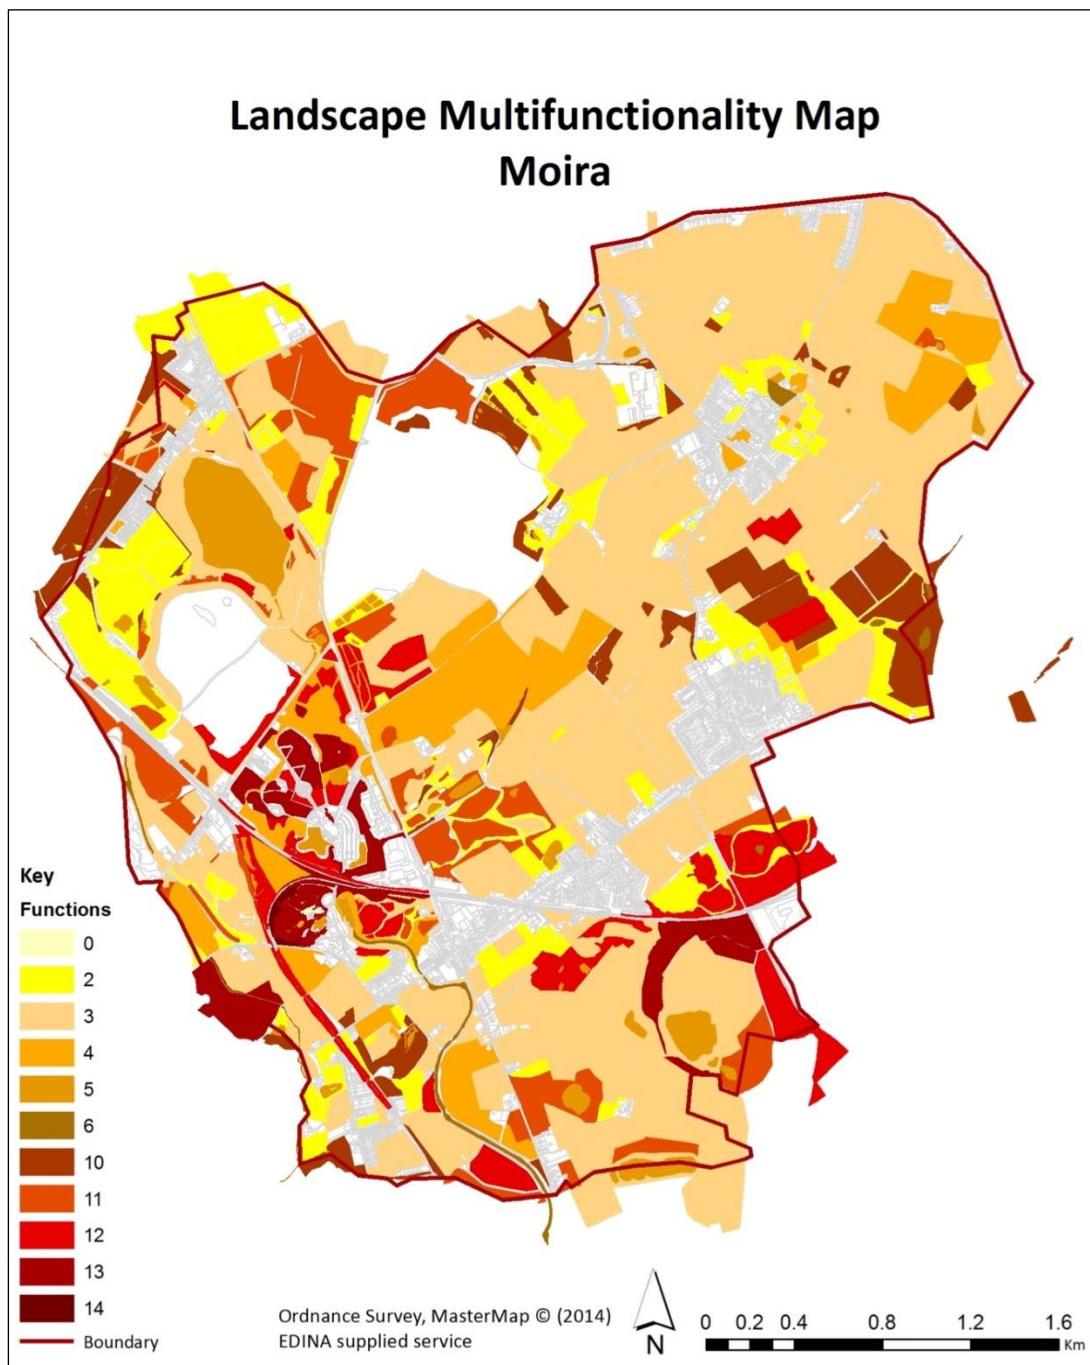 Landscape Multifunctionality Map
Moira
Key
Functions
0
2
3
4
5
6
10
11
12
13
14
Boundary
Ordnance Survey, MasterMap © (2014)
EDINA supplied service
N
0 0.2 0.4 0.8 1.2 1.6
Km